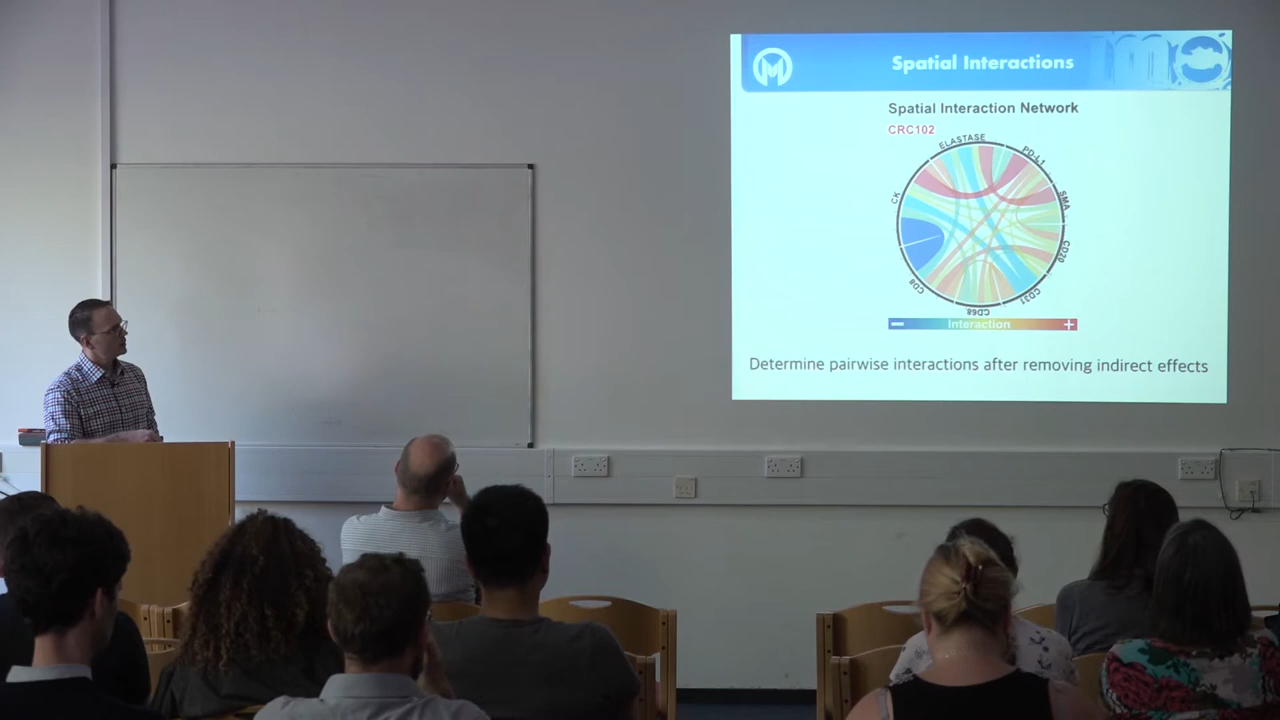 Spatial Interactions
Spatial Interaction Network
CRC102
ELASTASE
PD-L1
SMA
CD20
CD31
CD68
CD8
CK
Interaction
Determine pairwise interactions after removing indirect effects